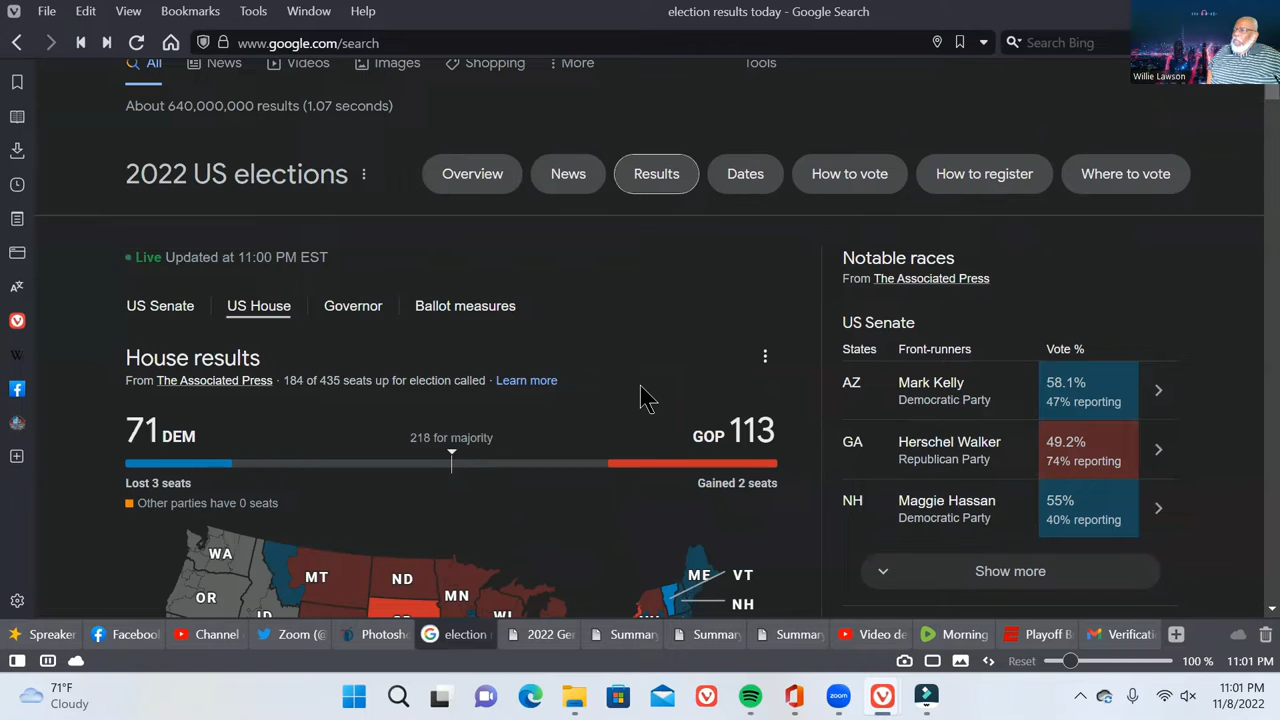 File Edit View Bookmarks Tools Window Help
election results today - Google Search
www.google.com/search
Search Bing
Willie Lawson
All News Videos Images Shopping More Tools
About 640,000,000 results (1.07 seconds)
2022 US elections
Overview News Results Dates How to vote How to register Where to vote
Live Updated at 11:00 PM EST
US Senate US House Governor Ballot measures
House results
From The Associated Press · 184 of 435 seats up for election called · Learn more
71 DEM
218 for majority
GOP 113
Lost 3 seats
Gained 2 seats
Other parties have 0 seats
WA
MT
ND
MN
OR
ID
WI
ME
VT
NH
Notable races
From The Associated Press
US Senate
States Front-runners Vote %
AZ Mark Kelly 58.1%
Democratic Party 47% reporting
GA Herschel Walker 49.2%
Republican Party 74% reporting
NH Maggie Hassan 55%
Democratic Party 40% reporting
Show more
Spreaker Facebook Channel Zoom (@ Photosh election 2022 Ge Summary Summar Summar Video de Morning Playoff B Verificati
Reset 100 %
71°F
Cloudy
11:01 PM
11/8/2022